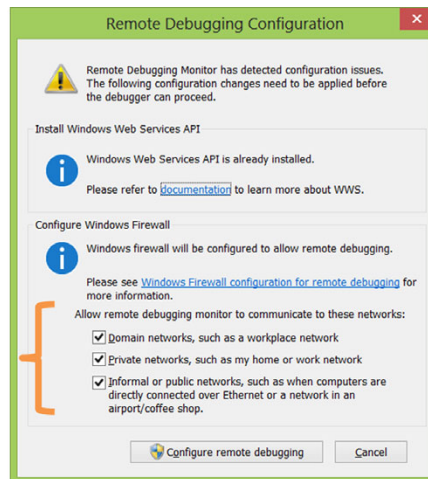 Remote Debugging Configuration
Remote Debugging Monitor has detected configuration issues.
The following configuration changes need to be applied before
the debugger can proceed.
Install Windows Web Services API
Windows Web Services API is already installed.
Please refer to documentation to learn more about WWS.
Configure Windows Firewall
Windows firewall will be configured to allow remote debugging.
Please see Windows Firewall configuration for remote debugging for
more information.
Allow remote debugging monitor to communicate to these networks:
Domain networks, such as a workplace network
Private networks, such as my home or work network
Informal or public networks, such as when computers are
directly connected over Ethernet or a network in an
airport/coffee shop.
Configure remote debugging
Cancel